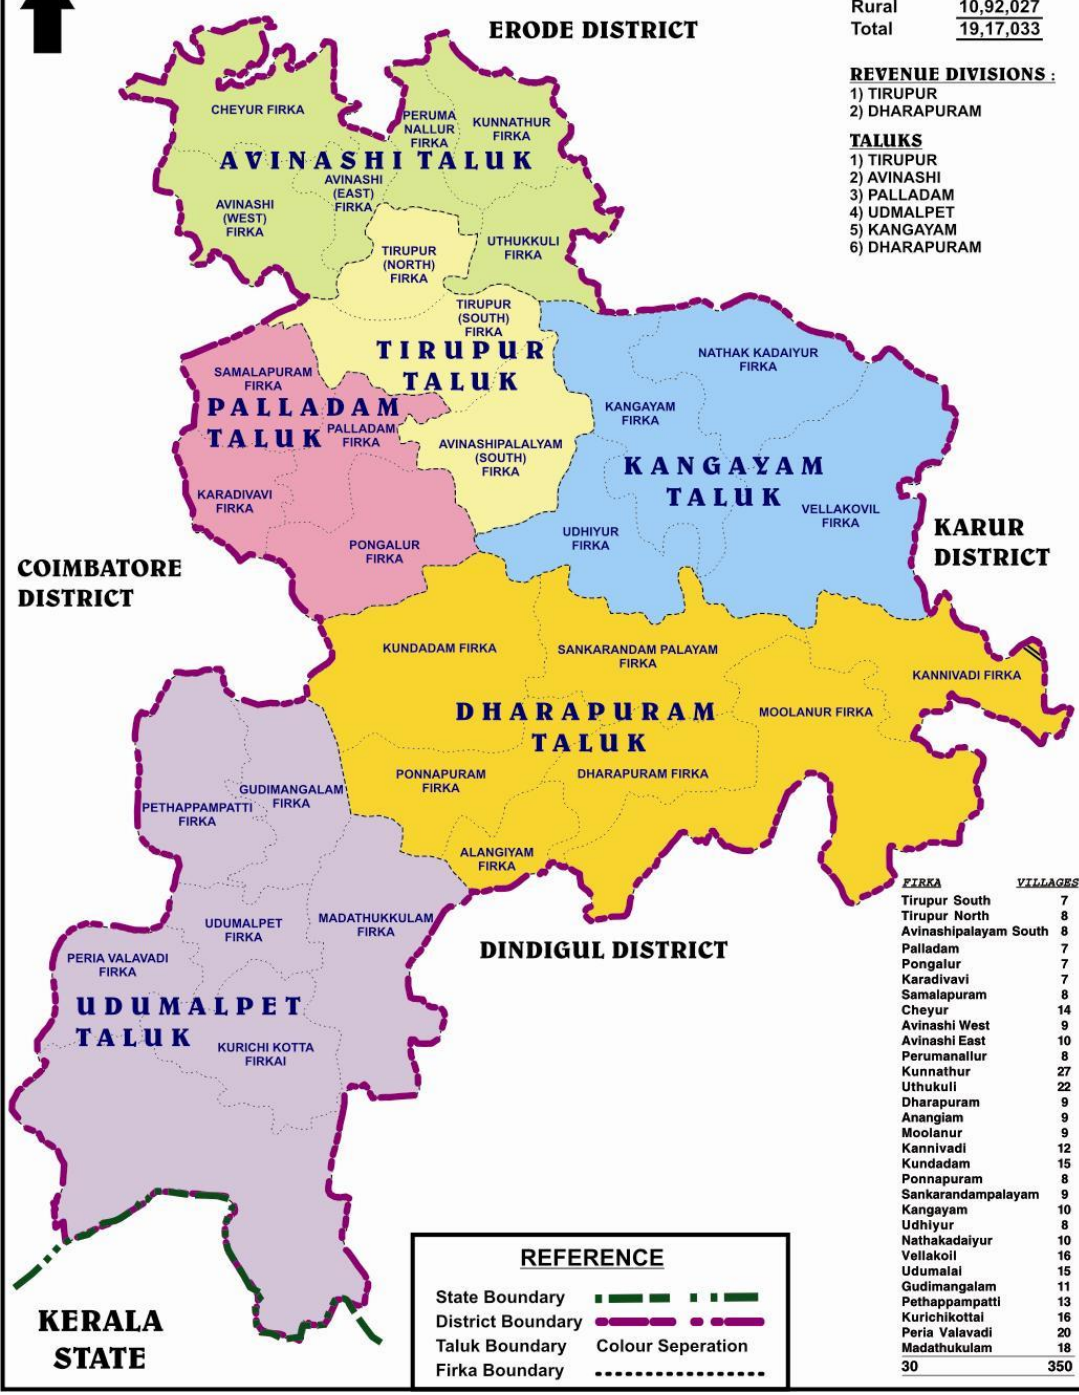 Rural 10,92,027
Total 19,17,033
REVENUE DIVISIONS :
1) TIRUPUR
2) DHARAPURAM
TALUKS
1) TIRUPUR
2) AVINASHI
3) PALLADAM
4) UDMALPET
5) KANGAYAM
6) DHARAPURAM
ERODE DISTRICT
CHEYUR FIRKA
PERUMA
NALLUR
FIRKA
KUNNATHUR
FIRKA
AVINASHI TALUK
AVINASHI
(EAST)
FIRKA
AVINASHI
(WEST)
FIRKA
TIRUPUR
(NORTH)
FIRKA
UTHUKKULI
FIRKA
TIRUPUR
(SOUTH)
FIRKA
TIRUPUR
TALUK
SAMALAPURAM
FIRKA
PALLADAM
TALUK
PALLADAM
FIRKA
AVINASHIPALALYAM
(SOUTH)
FIRKA
KARADIVAVI
FIRKA
PONGALUR
FIRKA
NATHAK KADAIYUR
FIRKA
KANGAYAM
FIRKA
KANGAYAM
TALUK
VELLAKOVIL
FIRKA
UDHIYUR
FIRKA
KARUR
DISTRICT
COIMBATORE
DISTRICT
KUNDADAM FIRKA
SANKARANDAM PALAYAM
FIRKA
KANNIVADI FIRKA
DHARAPURAM
TALUK
MOOLANUR FIRKA
PONNAPURAM
FIRKA
DHARAPURAM FIRKA
ALANGIYAM
FIRKA
GUDIMANGALAM
FIRKA
PETHAPPAMPATTI
FIRKA
UDUMALPET
FIRKA
MADATHUKKULAM
FIRKA
PERIA VALAVADI
FIRKA
UDUMALPET
TALUK
KURICHI KOTTA
FIRKAI
DINDIGUL DISTRICT
KERALA
STATE
REFERENCE
State Boundary
District Boundary
Taluk Boundary Colour Seperation
Firka Boundary
FIRKA VILLAGES
Tirupur South 7
Tirupur North 8
Avinashipalayam South 8
Palladam 7
Pongalur 7
Karadivavi 7
Samalapuram 8
Cheyur 14
Avinashi West 9
Avinashi East 10
Perumanallur 8
Kunnathur 27
Uthukuli 22
Dharapuram 9
Anangiam 9
Moolanur 9
Kannivadi 12
Kundadam 15
Ponnapuram 8
Sankarandampalayam 9
Kangayam 10
Udhiyur 8
Nathakadaiyur 10
Vellakoil 16
Udumalai 15
Gudimangalam 11
Pethappampatti 13
Kurichikottai 16
Peria Valavadi 20
Madathukulam 18
30 350